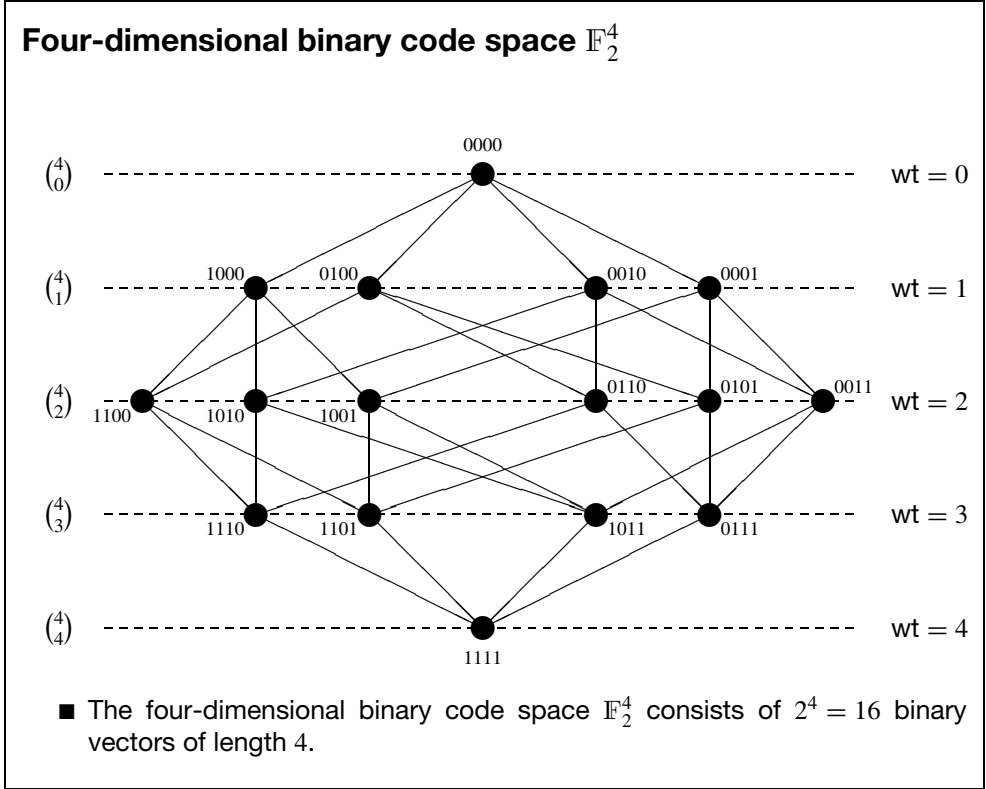 Four-dimensional binary code space 𝔽₂⁴
0000
(4 0) wt = 0
1000 0100 0010 0001
(4 1) wt = 1
(4 2) 1100 1010 1001 0110 0101 0011 wt = 2
(4 3) 1110 1101 1011 0111 wt = 3
(4 4) wt = 4
1111
■ The four-dimensional binary code space 𝔽₂⁴ consists of 2⁴ = 16 binary
vectors of length 4.